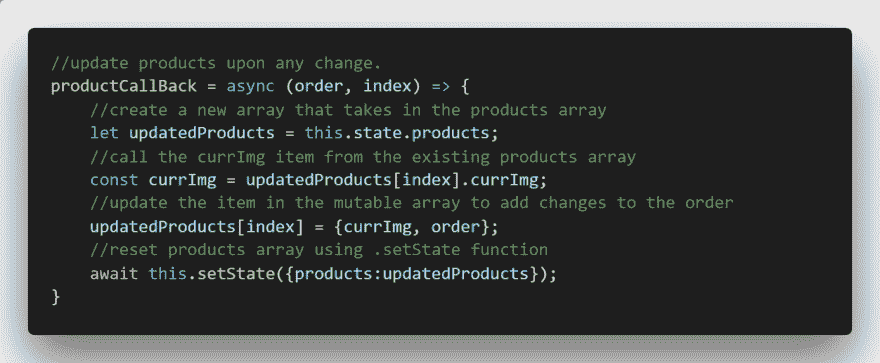 //update products upon any change.
productCallBack = async (order, index) => {
    //create a new array that takes in the products array
    let updatedProducts = this.state.products;
    //call the currImg item from the existing products array
    const currImg = updatedProducts[index].currImg;
    //update the item in the mutable array to add changes to the order
    updatedProducts[index] = {currImg, order};
    //reset products array using .setState function
    await this.setState({products:updatedProducts});
}